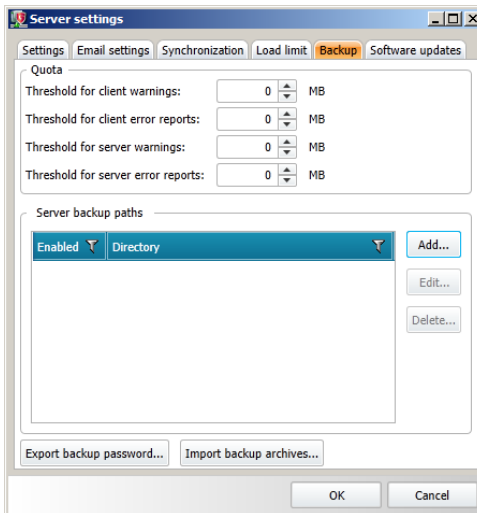 Server settings
Settings Email settings Synchronization Load limit Backup Software updates
Quota
Threshold for client warnings: 0 MB
Threshold for client error reports: 0 MB
Threshold for server warnings: 0 MB
Threshold for server error reports: 0 MB
Server backup paths
Enabled Directory Add...
Edit...
Delete...
Export backup password... Import backup archives...
OK Cancel